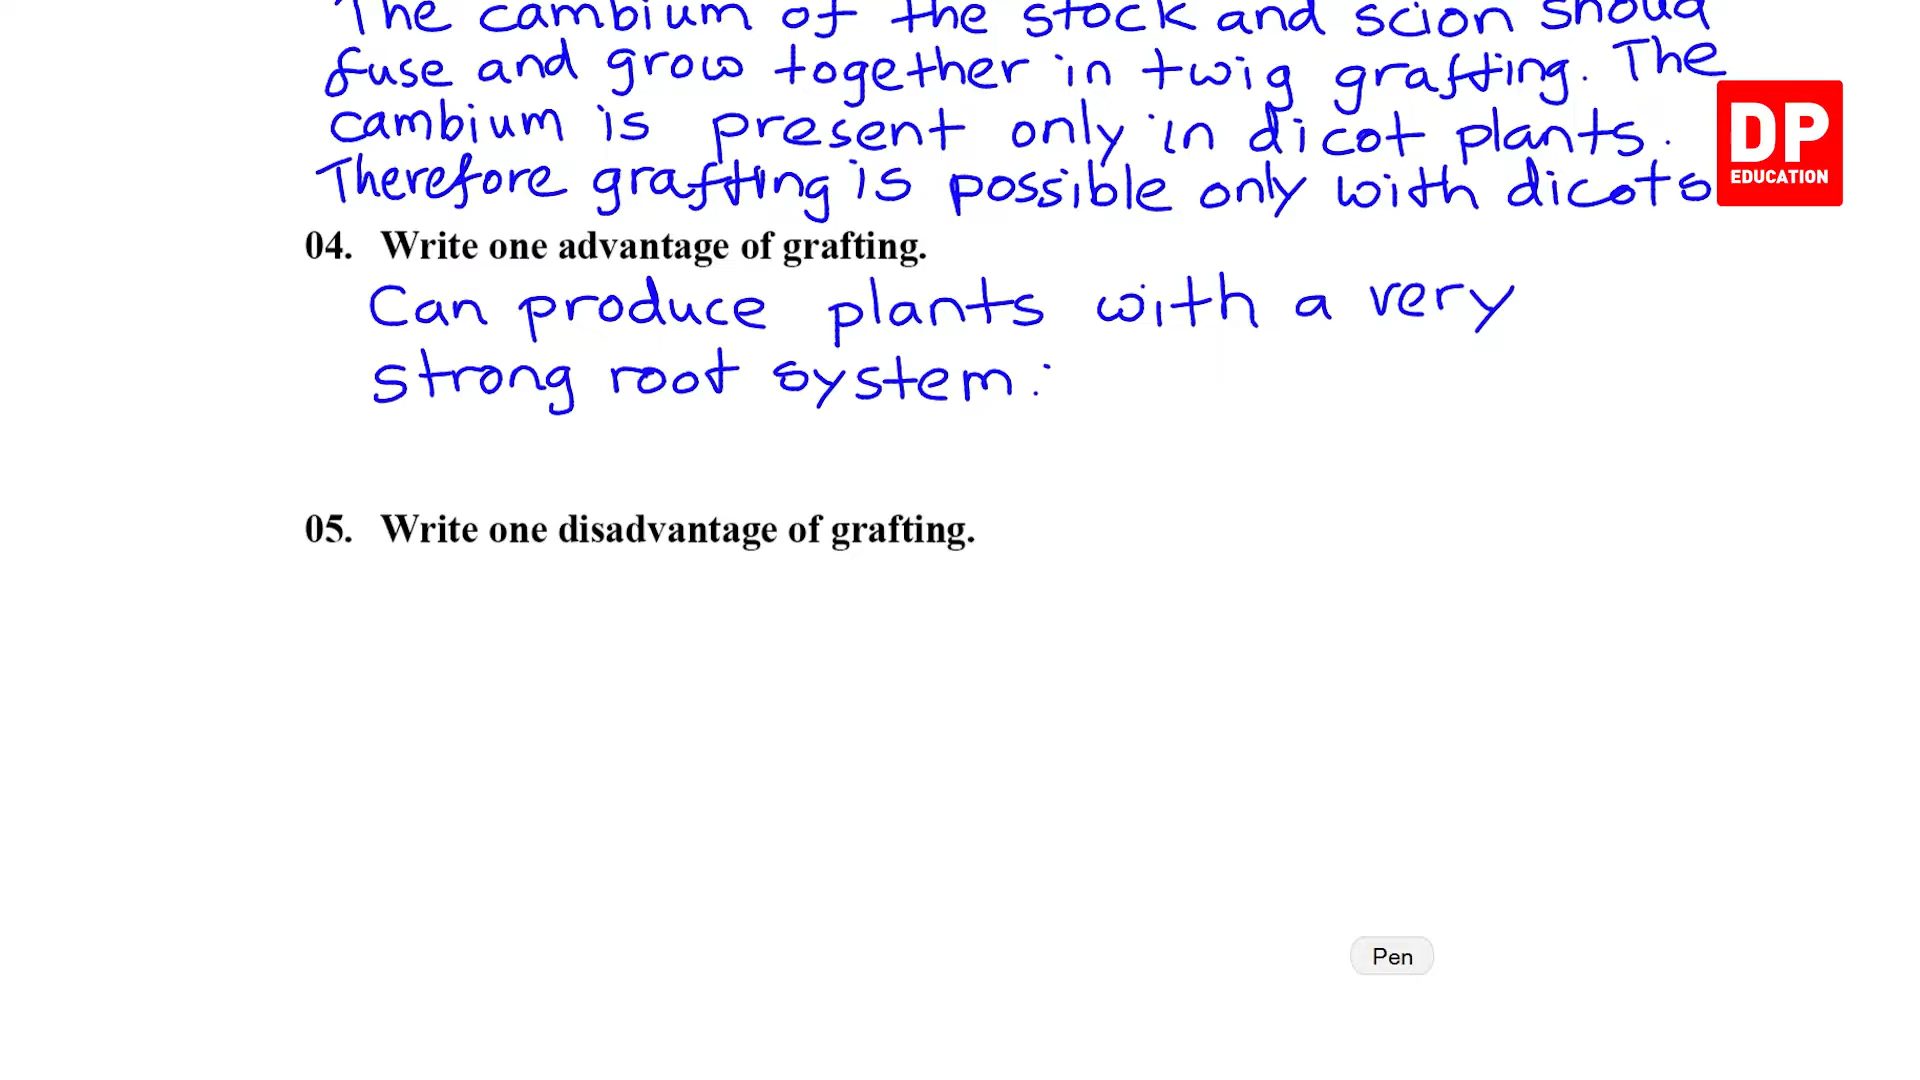 The cambium of the stock and scion shoud
fuse and grow together in twig grafting. The
cambium is present only in dicot plants.
Therefore grafting is possible only with dicots
DP
EDUCATION
04. Write one advantage of grafting.
Can produce plants with a very
strong root system.
05. Write one disadvantage of grafting.
Pen